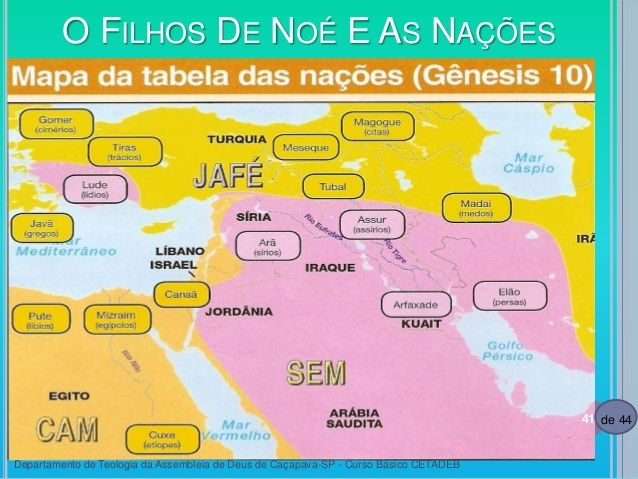 O FILHOS DE NOÉ E AS NAÇÕES
Mapa da tabela das nações (Gênesis 10)
Gomer
(cimérios)
Tiras
(trácios)
TURQUIA
Magogue
(citas)
Meseque
Mar
Cáspio
Lude
(lídios)
JAFÉ
Tubal
Madai
(medos)
Javã
(gregos)
Mar
Mediterrâneo
SÍRIA
Arã
(sírios)
Rio Eufrates
Assur
(assírios)
Rio Tigre
IRÃ
LÍBANO
ISRAEL
IRAQUE
Canaã
JORDÂNIA
Arfaxade
KUAIT
Elão
(persas)
Pute
(líbios)
Mizraim
(egípcios)
Rio Nilo
Golfo
Pérsico
SEM
EGITO
CAM
Cuxe
(etíopes)
Mar
Vermelho
ARÁBIA
SAUDITA
41 de 44
Departamento de Teologia da Assembleia de Deus de Caçapava-SP - Curso Básico CETADEB